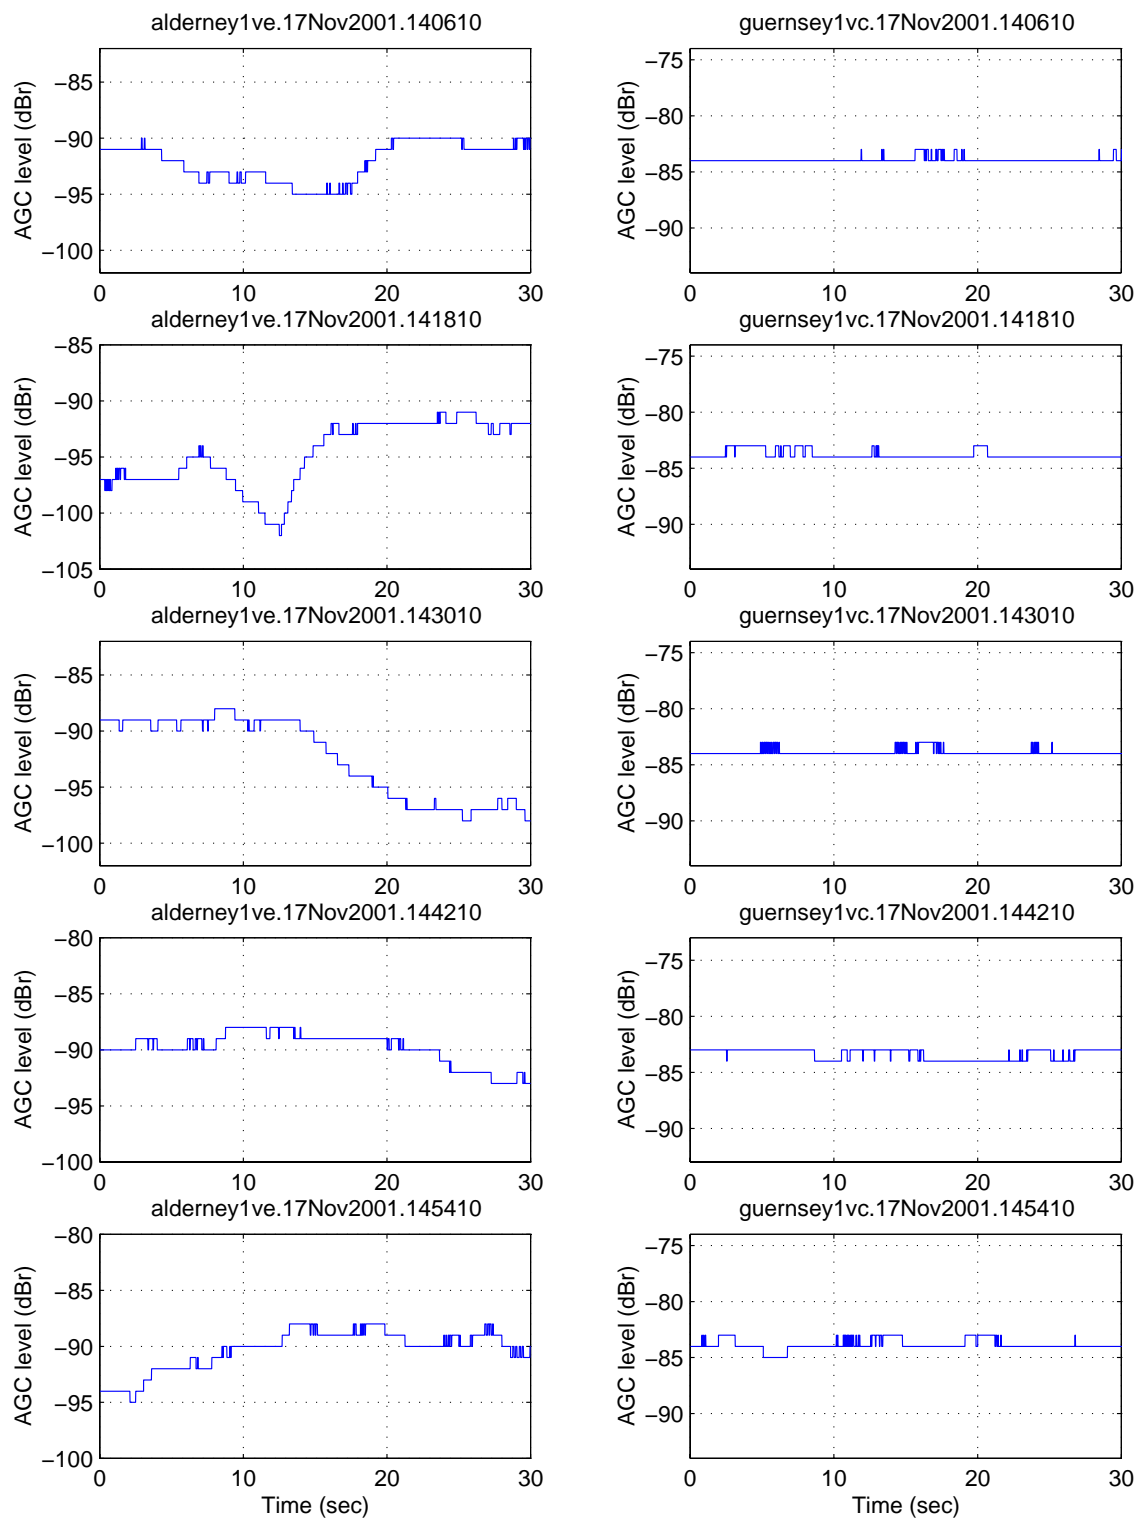 alderney1ve.17Nov2001.140610
guernsey1vc.17Nov2001.140610
AGC level (dBr)
−85
−90
−95
−100
0 10 20 30
AGC level (dBr)
−75
−80
−85
−90
0 10 20 30
alderney1ve.17Nov2001.141810
guernsey1vc.17Nov2001.141810
AGC level (dBr)
−85
−90
−95
−100
−105
0 10 20 30
AGC level (dBr)
−75
−80
−85
−90
0 10 20 30
alderney1ve.17Nov2001.143010
guernsey1vc.17Nov2001.143010
AGC level (dBr)
−85
−90
−95
−100
0 10 20 30
AGC level (dBr)
−75
−80
−85
−90
0 10 20 30
alderney1ve.17Nov2001.144210
guernsey1vc.17Nov2001.144210
AGC level (dBr)
−80
−85
−90
−95
−100
0 10 20 30
AGC level (dBr)
−75
−80
−85
−90
0 10 20 30
alderney1ve.17Nov2001.145410
guernsey1vc.17Nov2001.145410
AGC level (dBr)
−80
−85
−90
−95
−100
0 10 20 30
Time (sec)
AGC level (dBr)
−75
−80
−85
−90
0 10 20 30
Time (sec)